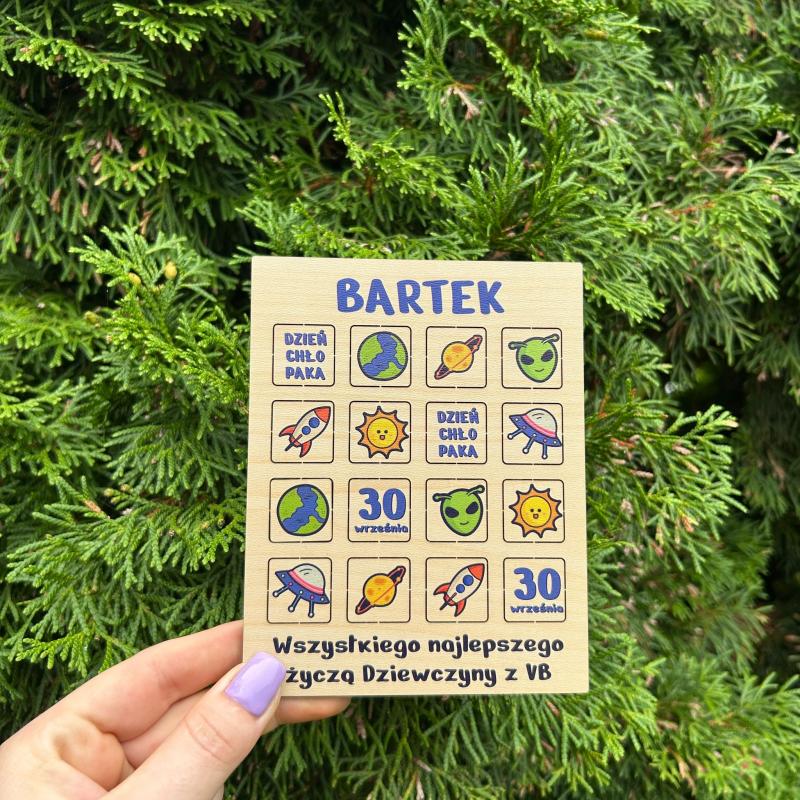 BARTEK
DZIEŃ
CHŁO
PAKA
DZIEŃ
CHŁO
PAKA
30
września
30
września
Wszystkiego najlepszego
życzą Dziewczyny z VB